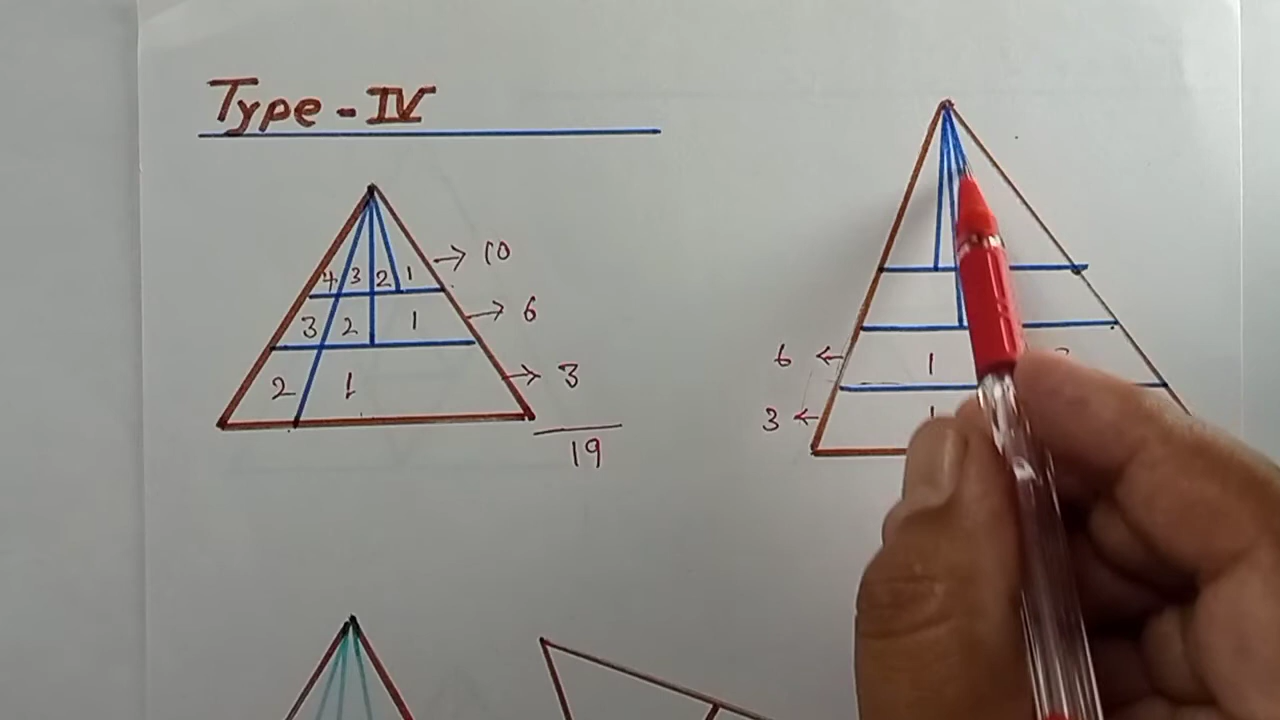 Type - IV
4 3 2 1 → 10
3 2 1 → 6
2 1 → 3
19
6 ← 1
3 ←